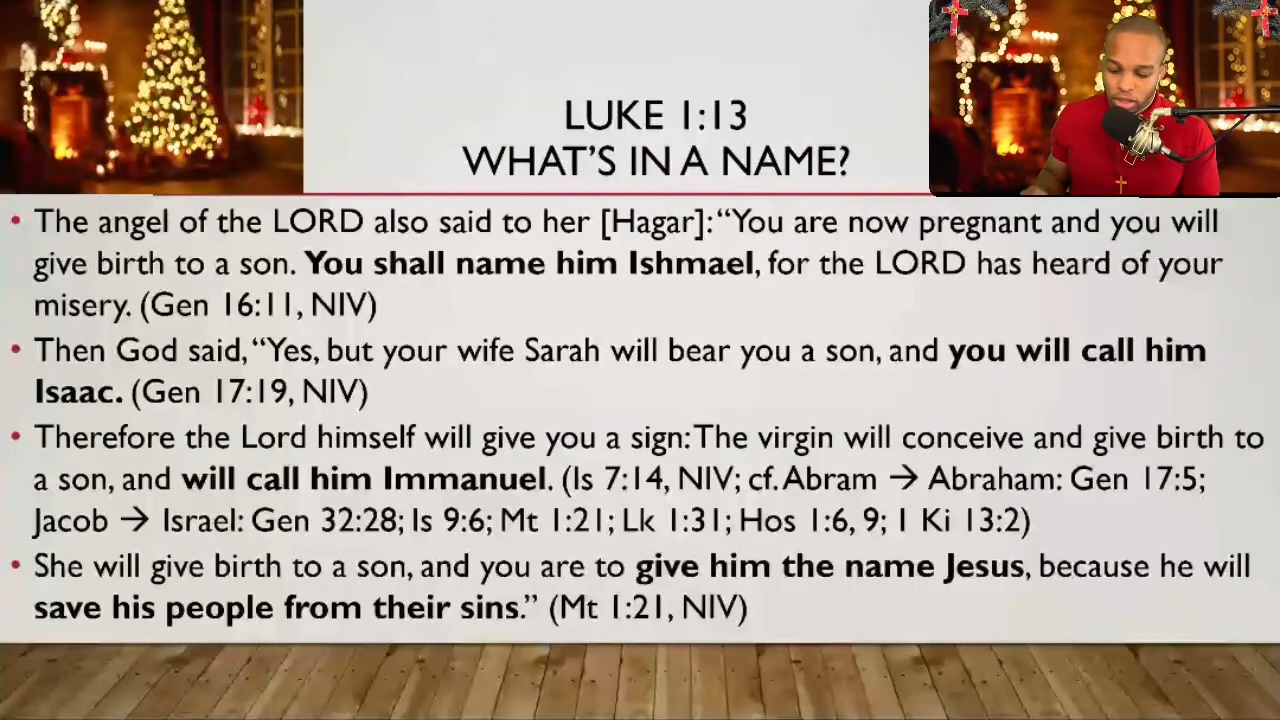 LUKE 1:13
WHAT'S IN A NAME?
• The angel of the LORD also said to her [Hagar]: “You are now pregnant and you will
give birth to a son. You shall name him Ishmael, for the LORD has heard of your
misery. (Gen 16:11, NIV)
• Then God said, “Yes, but your wife Sarah will bear you a son, and you will call him
Isaac. (Gen 17:19, NIV)
• Therefore the Lord himself will give you a sign: The virgin will conceive and give birth to
a son, and will call him Immanuel. (Is 7:14, NIV; cf. Abram → Abraham: Gen 17:5;
Jacob → Israel: Gen 32:28; Is 9:6; Mt 1:21; Lk 1:31; Hos 1:6, 9; 1 Ki 13:2)
• She will give birth to a son, and you are to give him the name Jesus, because he will
save his people from their sins.” (Mt 1:21, NIV)